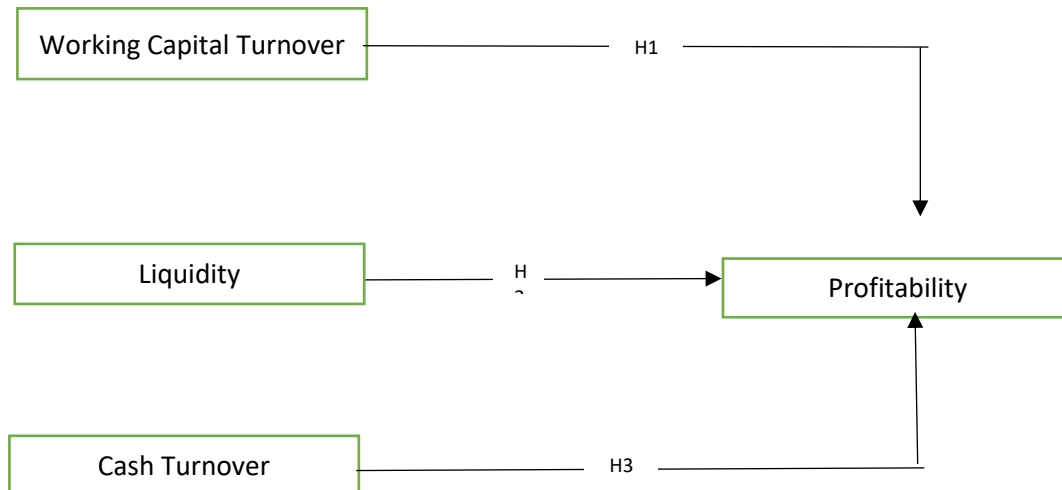 Working Capital Turnover
H1
Liquidity
H
Profitability
Cash Turnover
H3